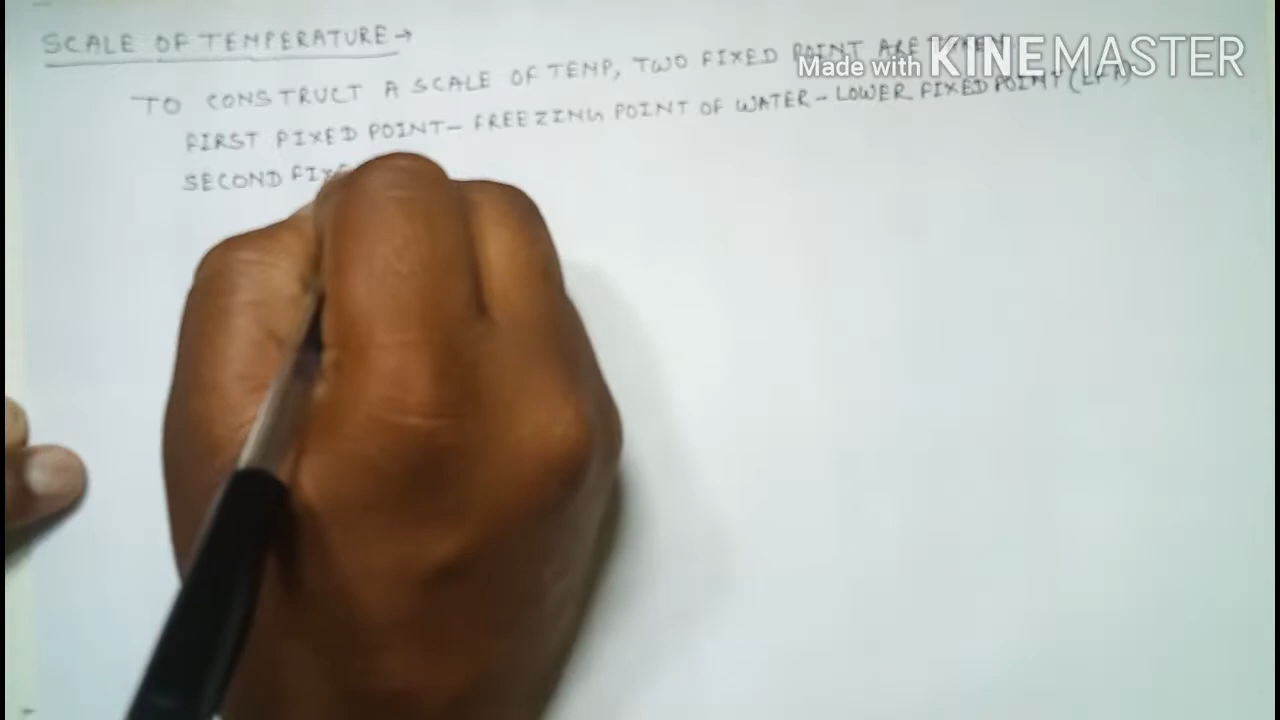 SCALE OF TEMPERATURE →
TO CONSTRUCT A SCALE OF TEMP, TWO FIXED POINT ARE
Made with KINEMASTER
FIRST FIXED POINT - FREEZING POINT OF WATER - LOWER FIXED POINT
SECOND